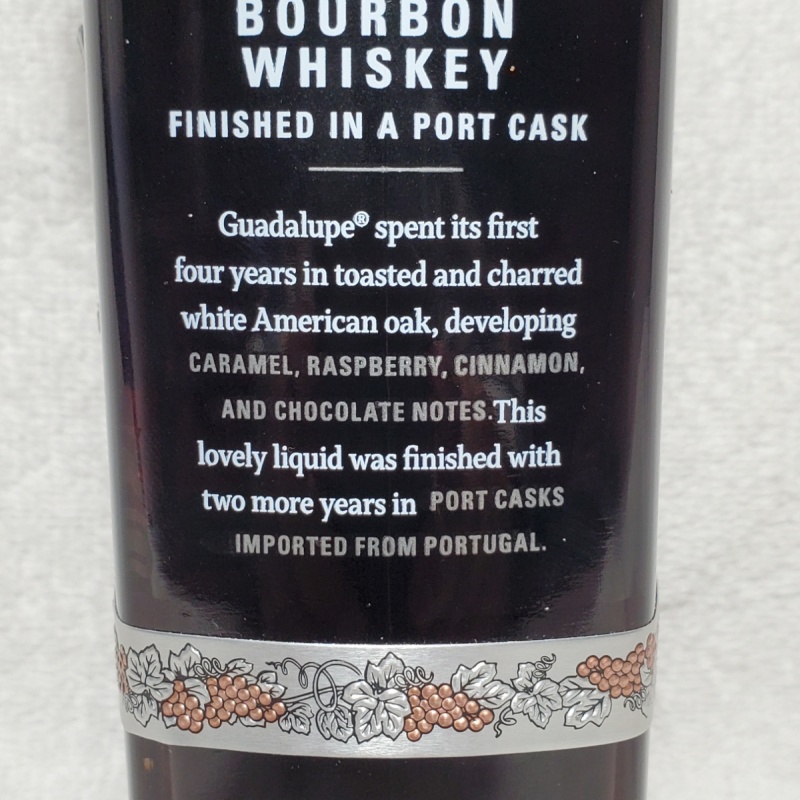 BOURBON
WHISKEY
FINISHED IN A PORT CASK
Guadalupe® spent its first
four years in toasted and charred
white American oak, developing
CARAMEL, RASPBERRY, CINNAMON,
AND CHOCOLATE NOTES.This
lovely liquid was finished with
two more years in PORT CASKS
IMPORTED FROM PORTUGAL.